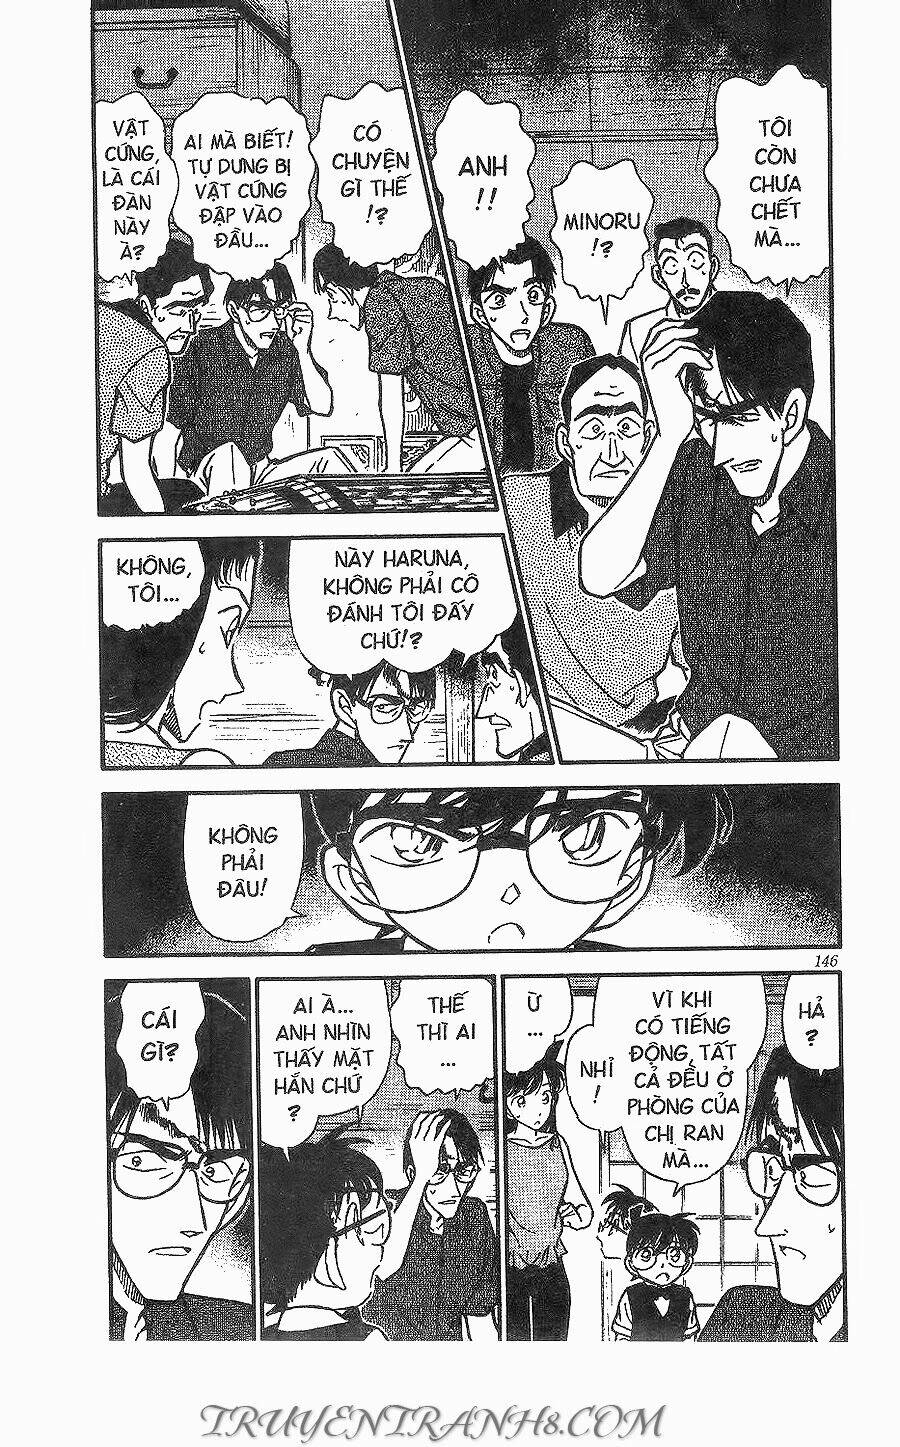 TÔI
CÒN
CHƯA
CHẾT
MÀ...
MINORU
!?
ANH
!!
CÓ
CHUYỆN
GÌ THẾ
!?
AI MÀ BIẾT!
TỰ DƯNG BỊ
VẬT CỨNG
ĐẬP VÀO
ĐẦU...
VẬT
CỨNG,
LÀ CÁI
ĐÀN
NÀY
À?
NÀY HARUNA,
KHÔNG PHẢI CÔ
ĐÁNH TÔI ĐẤY
CHỨ!?
KHÔNG,
TÔI...
KHÔNG
PHẢI
ĐÂU!
146
HẢ
?
VÌ KHI
CÓ TIẾNG
ĐỘNG, TẤT
CẢ ĐỀU Ở
PHÒNG CỦA
CHỊ RAN
MÀ...
NHỈ
!
Ừ
...
THẾ
THÌ AI
...
AI À...
ANH NHÌN
THẤY MẶT
HẮN CHỨ
?
CÁI
GÌ?
TRUYENTRANH8.COM